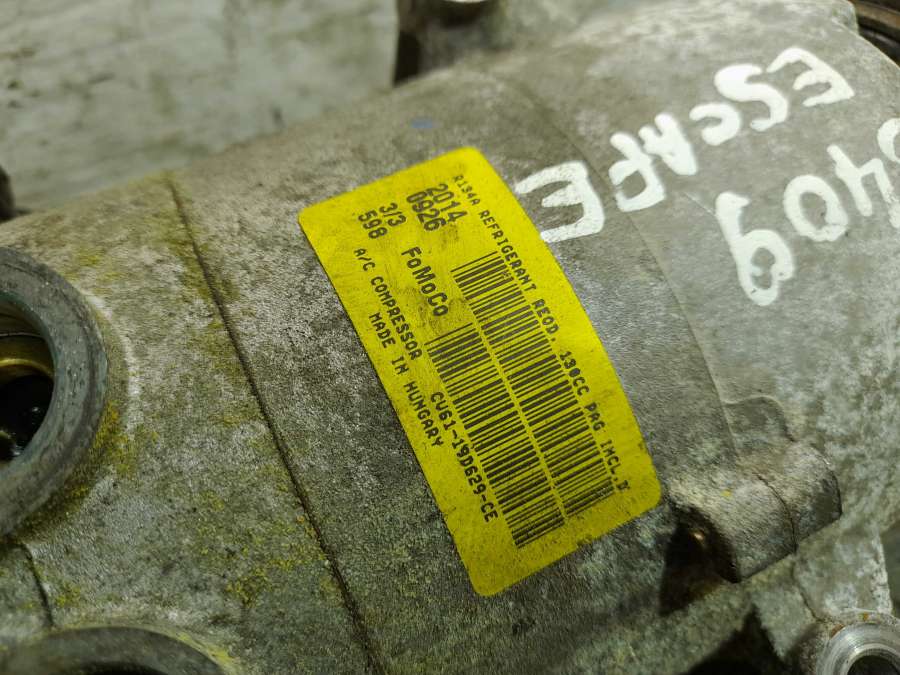 R134A REFRIGERANT REQD. 130CC PAG INCL.
2014
0926
3/3
598
FoMoCo
A/C COMPRESSOR CV61-19D629-CE
MADE IN HUNGARY
ESCAPE
409